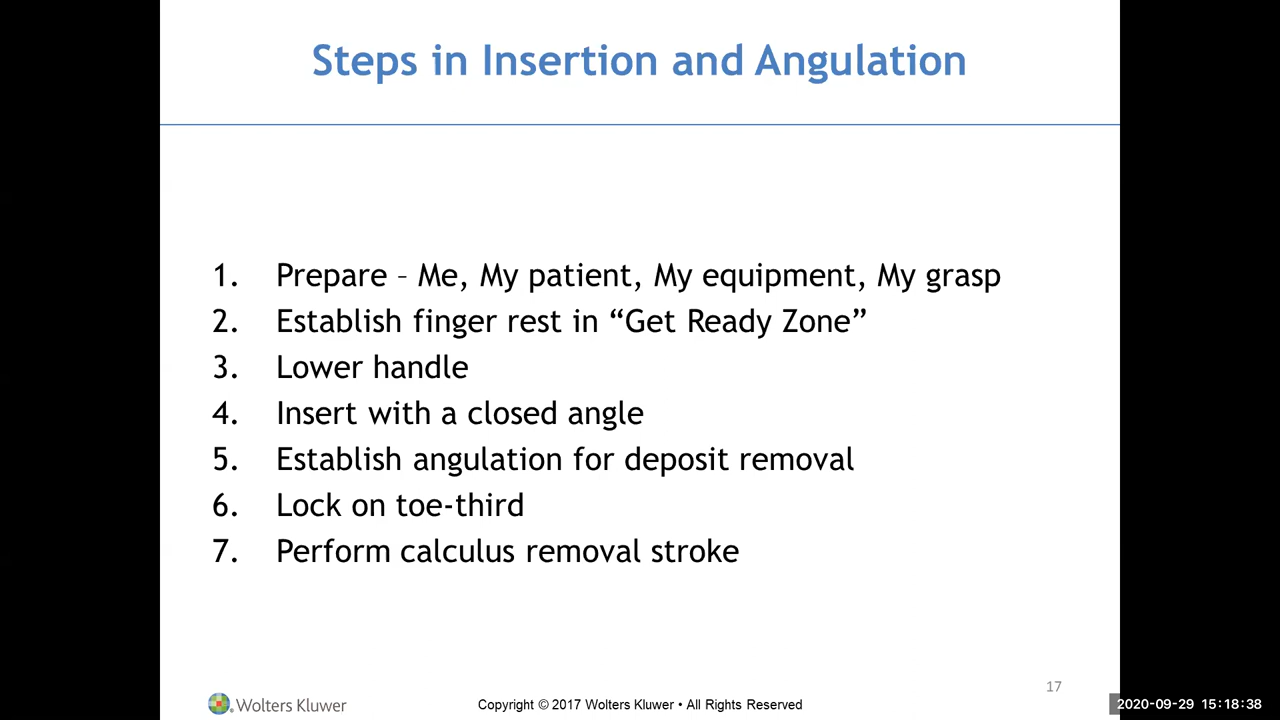 Steps in Insertion and Angulation
1. Prepare – Me, My patient, My equipment, My grasp
2. Establish finger rest in “Get Ready Zone”
3. Lower handle
4. Insert with a closed angle
5. Establish angulation for deposit removal
6. Lock on toe-third
7. Perform calculus removal stroke
17
Wolters Kluwer
Copyright © 2017 Wolters Kluwer • All Rights Reserved
2020-09-29 15:18:38